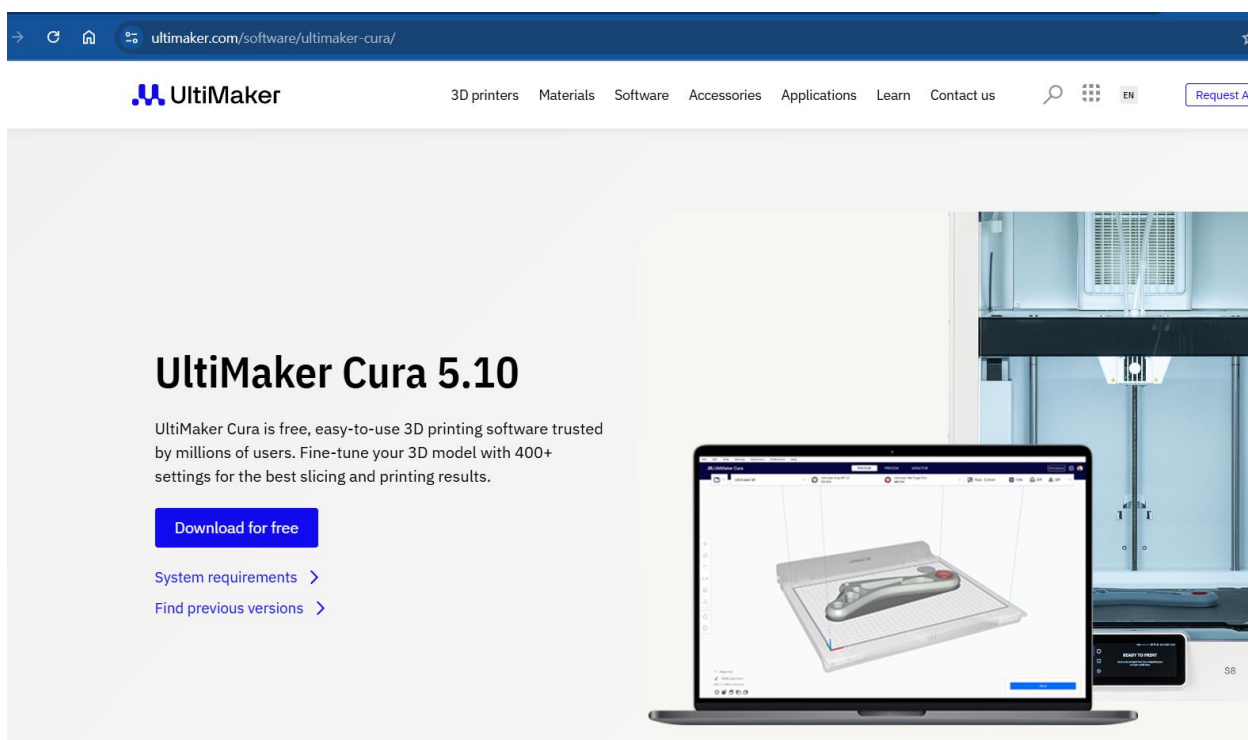 ultimaker.com/software/ultimaker-cura/
UltiMaker
3D printers Materials Software Accessories Applications Learn Contact us
EN
Request A
UltiMaker Cura 5.10
UltiMaker Cura is free, easy-to-use 3D printing software trusted
by millions of users. Fine-tune your 3D model with 400+
settings for the best slicing and printing results.
Download for free
System requirements
Find previous versions
UltiMaker Cura
PREVIEW
READY TO PRINT
S8